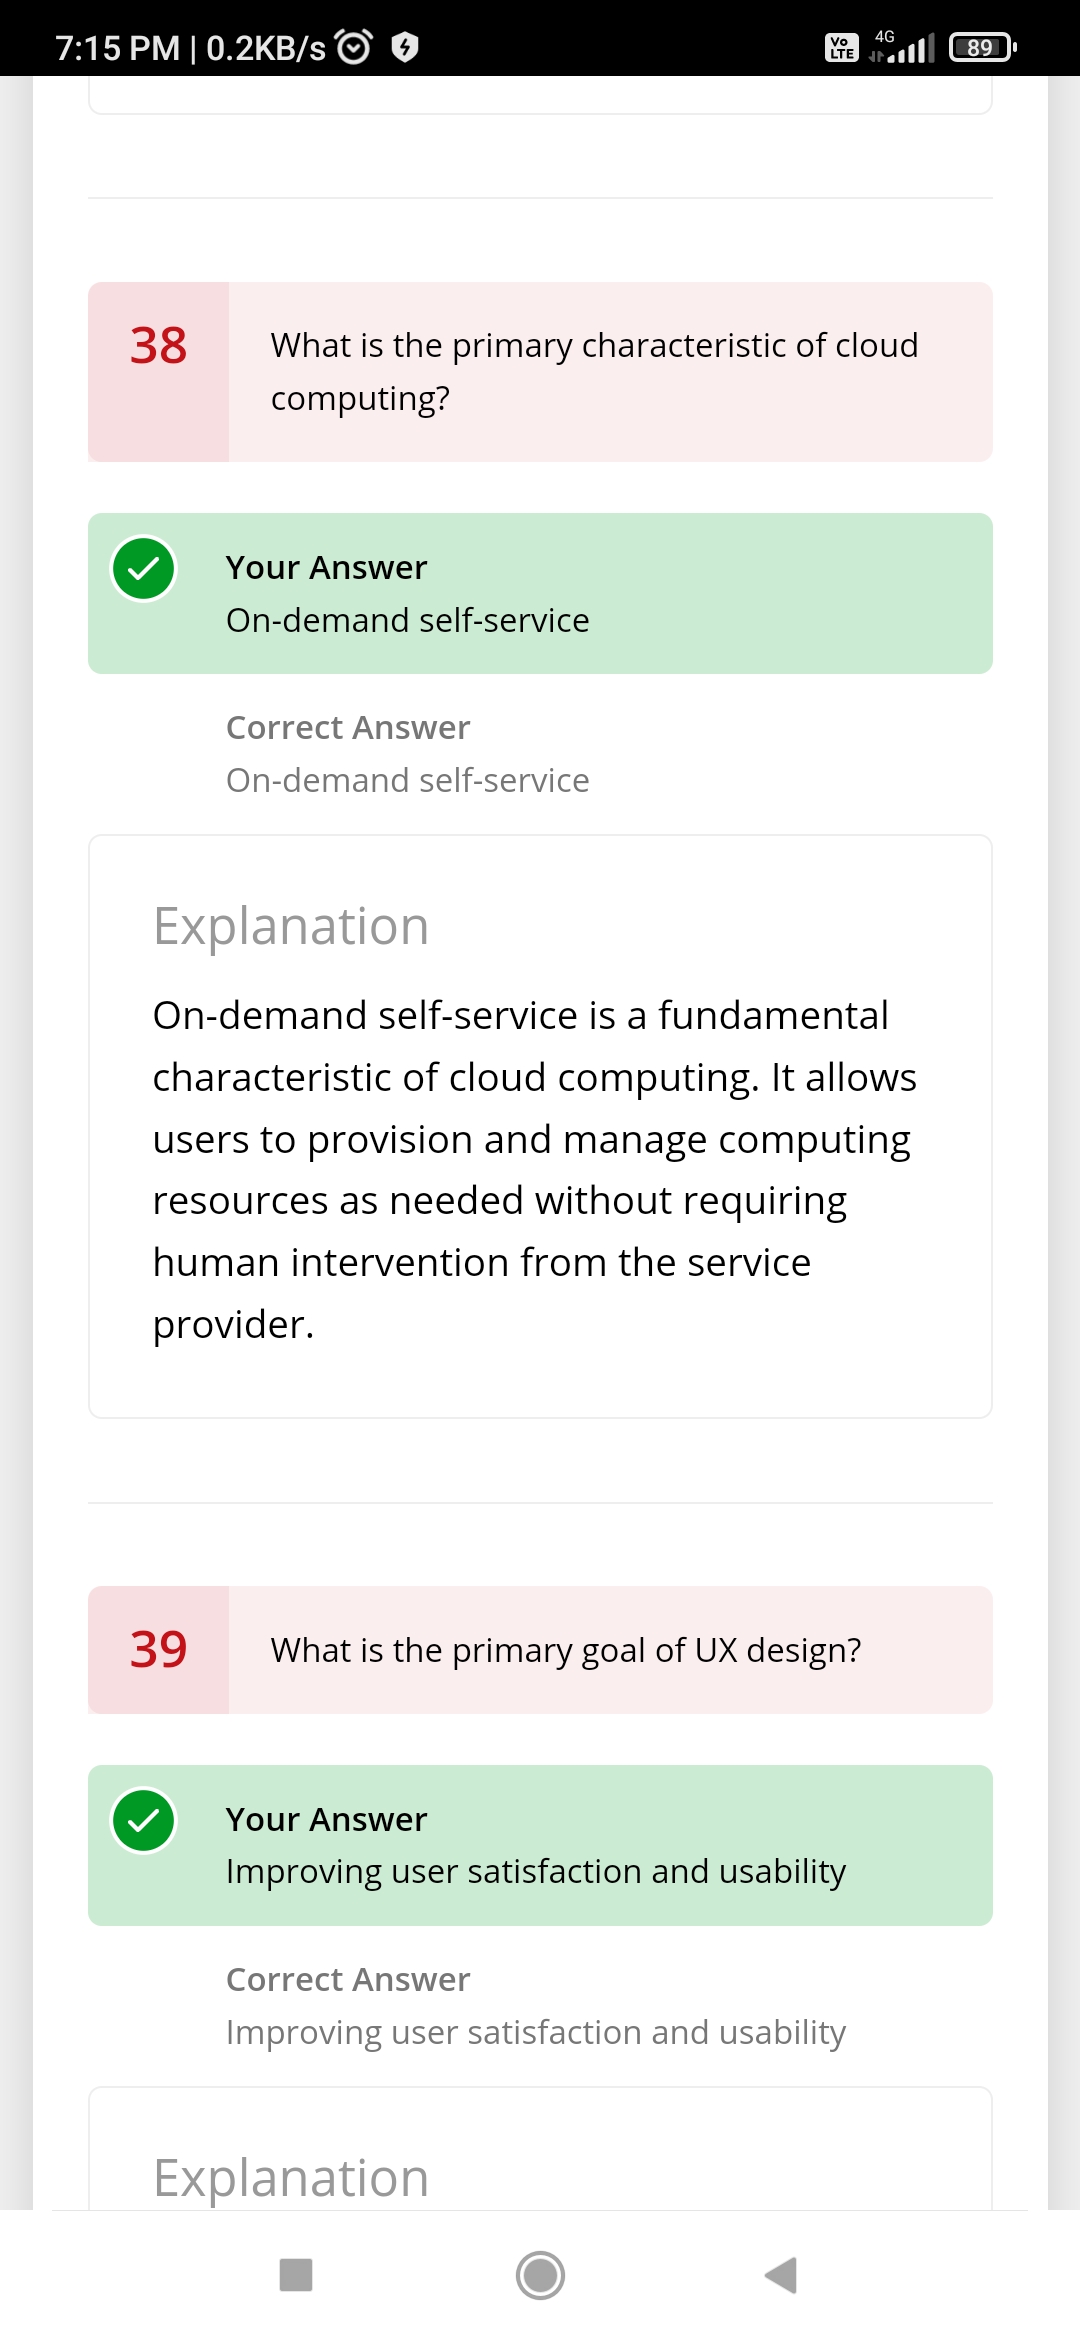 7:15 PM | 0.2KB/s
Vo LTE 4G 89
38
What is the primary characteristic of cloud
computing?
Your Answer
On-demand self-service
Correct Answer
On-demand self-service
Explanation
On-demand self-service is a fundamental
characteristic of cloud computing. It allows
users to provision and manage computing
resources as needed without requiring
human intervention from the service
provider.
39
What is the primary goal of UX design?
Your Answer
Improving user satisfaction and usability
Correct Answer
Improving user satisfaction and usability
Explanation